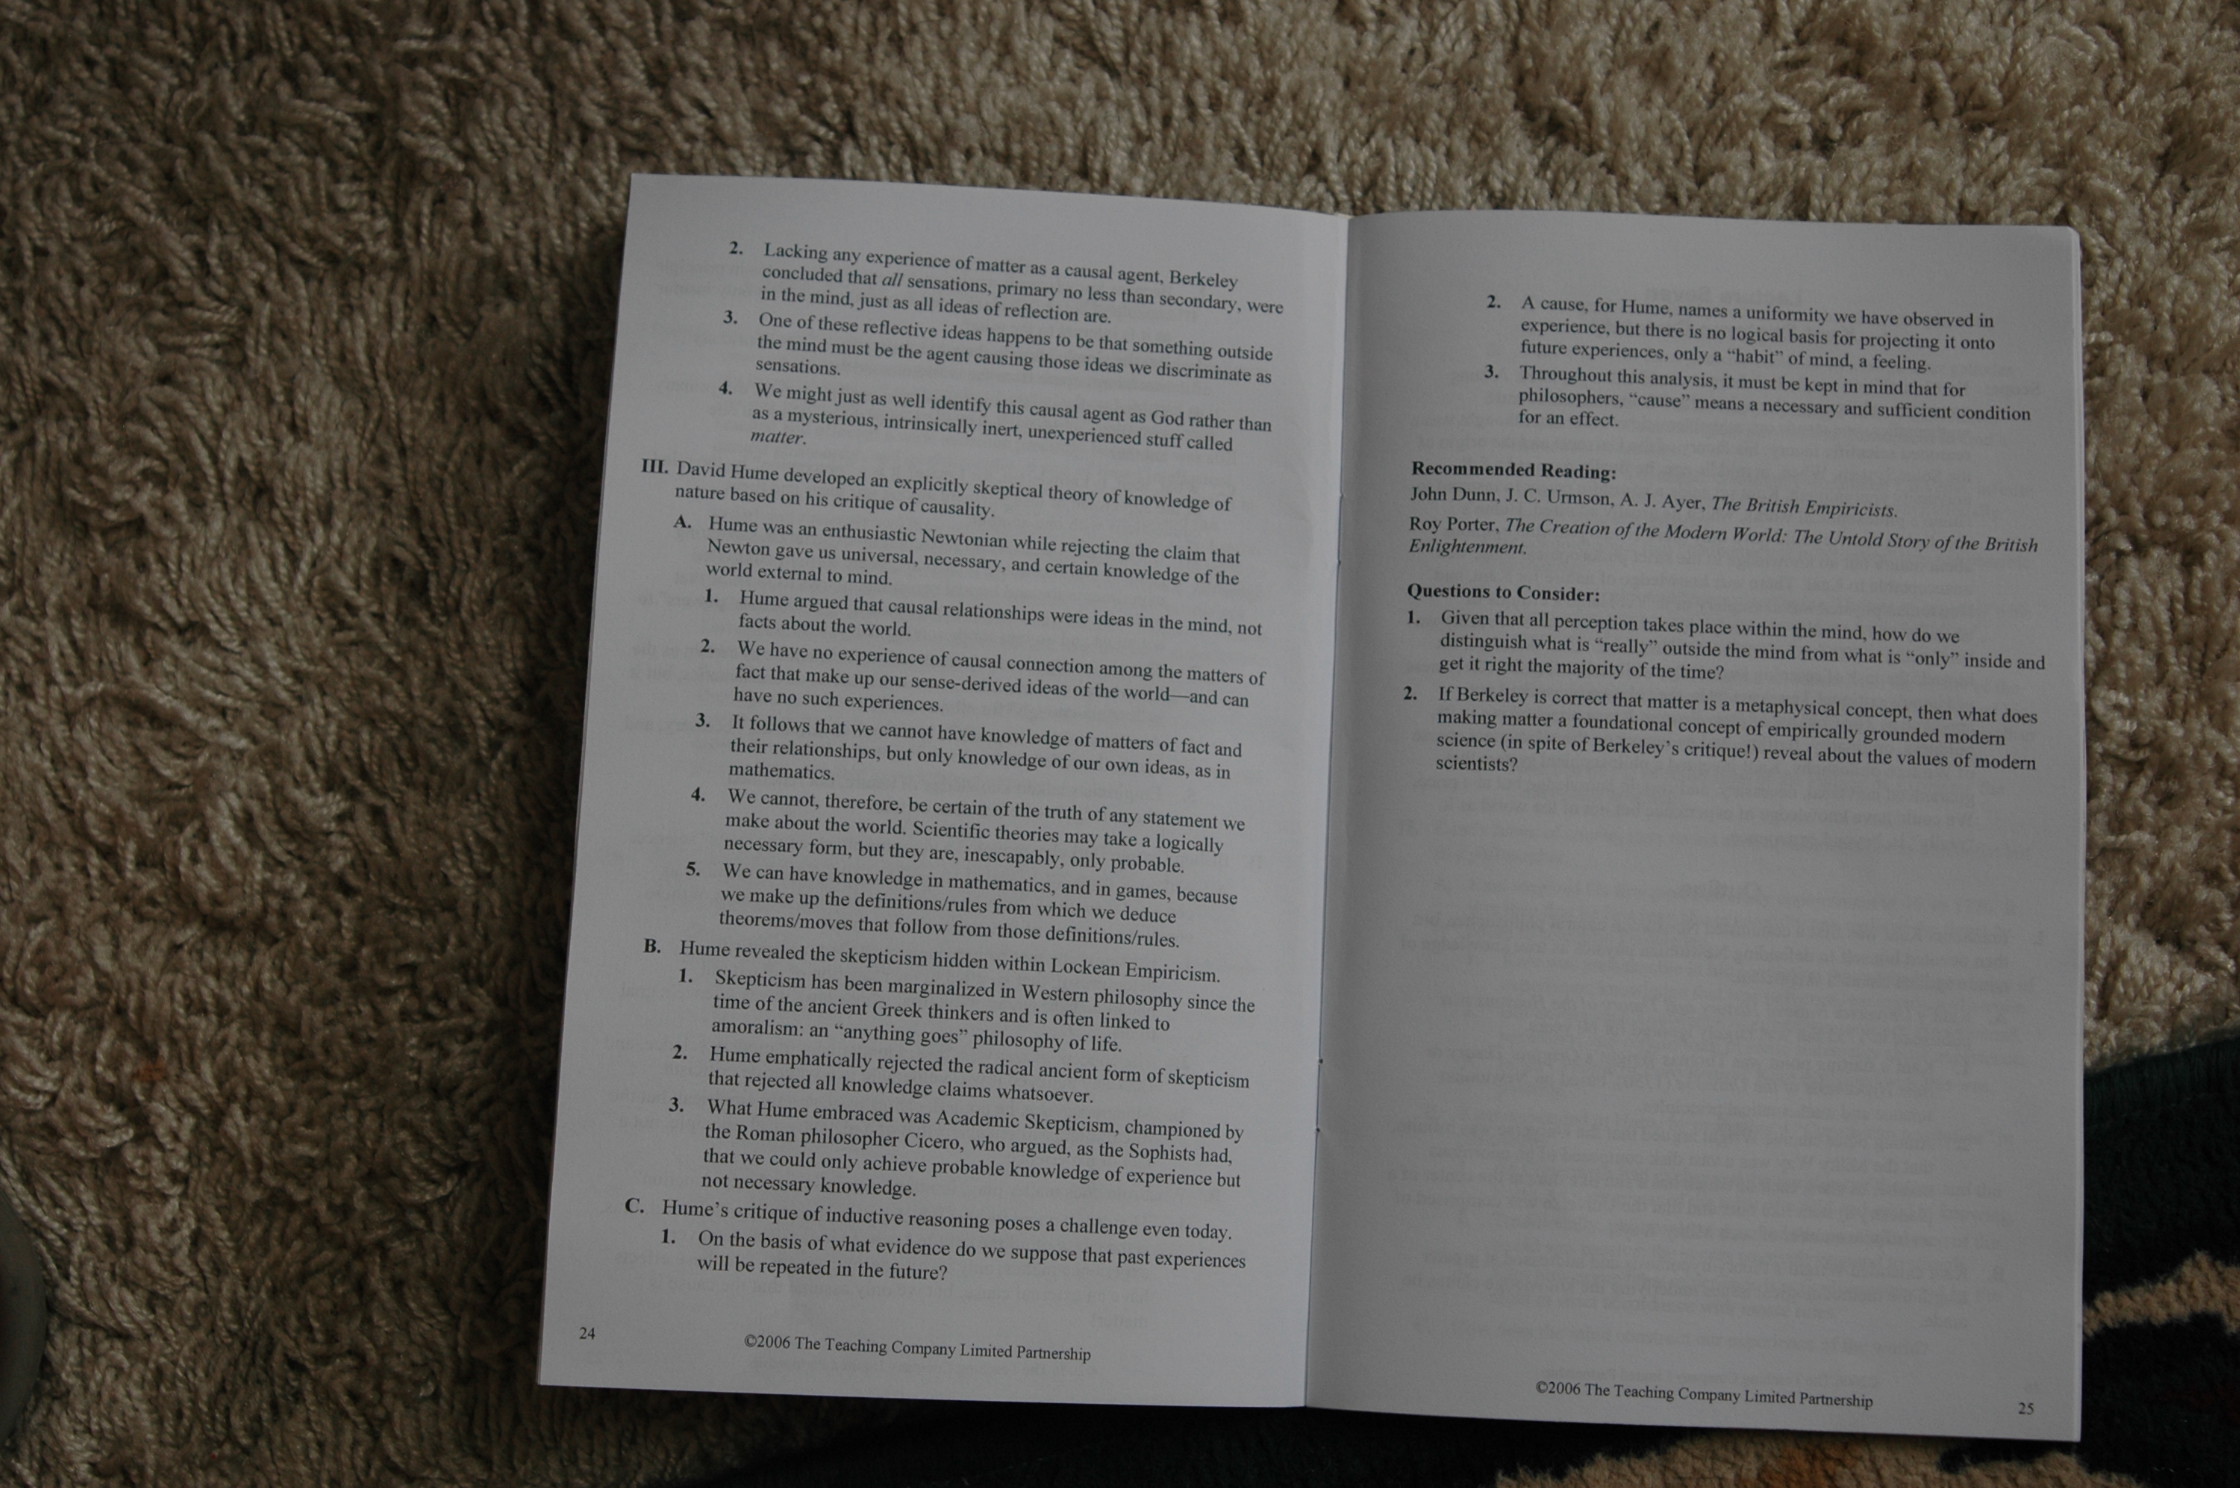 2. Lacking any experience of matter as a causal agent, Berkeley
concluded that all sensations, primary no less than secondary, were
in the mind, just as all ideas of reflection are.
3. One of these reflective ideas happens to be that something outside
the mind must be the agent causing those ideas we discriminate as
sensations.
4. We might just as well identify this causal agent as God rather than
as a mysterious, intrinsically inert, unexperienced stuff called
matter.
III. David Hume developed an explicitly skeptical theory of knowledge of
nature based on his critique of causality.
A. Hume was an enthusiastic Newtonian while rejecting the claim that
Newton gave us universal, necessary, and certain knowledge of the
world external to mind.
1. Hume argued that causal relationships were ideas in the mind, not
facts about the world.
2. We have no experience of causal connection among the matters of
fact that make up our sense-derived ideas of the world—and can
have no such experiences.
3. It follows that we cannot have knowledge of matters of fact and
their relationships, but only knowledge of our own ideas, as in
mathematics.
4. We cannot, therefore, be certain of the truth of any statement we
make about the world. Scientific theories may take a logically
necessary form, but they are, inescapably, only probable.
5. We can have knowledge in mathematics, and in games, because
we make up the definitions/rules from which we deduce
theorems/moves that follow from those definitions/rules.
B. Hume revealed the skepticism hidden within Lockean Empiricism.
1. Skepticism has been marginalized in Western philosophy since the
time of the ancient Greek thinkers and is often linked to
amoralism: an “anything goes” philosophy of life.
2. Hume emphatically rejected the radical ancient form of skepticism
that rejected all knowledge claims whatsoever.
3. What Hume embraced was Academic Skepticism, championed by
the Roman philosopher Cicero, who argued, as the Sophists had,
that we could only achieve probable knowledge of experience but
not necessary knowledge.
C. Hume’s critique of inductive reasoning poses a challenge even today.
1. On the basis of what evidence do we suppose that past experiences
will be repeated in the future?
24
©2006 The Teaching Company Limited Partnership
2. A cause, for Hume, names a uniformity we have observed in
experience, but there is no logical basis for projecting it onto
future experiences, only a “habit” of mind, a feeling.
3. Throughout this analysis, it must be kept in mind that for
philosophers, “cause” means a necessary and sufficient condition
for an effect.
Recommended Reading:
John Dunn, J. C. Urmson, A. J. Ayer, The British Empiricists.
Roy Porter, The Creation of the Modern World: The Untold Story of the British
Enlightenment.
Questions to Consider:
1. Given that all perception takes place within the mind, how do we
distinguish what is “really” outside the mind from what is “only” inside and
get it right the majority of the time?
2. If Berkeley is correct that matter is a metaphysical concept, then what does
making matter a foundational concept of empirically grounded modern
science (in spite of Berkeley’s critique!) reveal about the values of modern
scientists?
©2006 The Teaching Company Limited Partnership
25